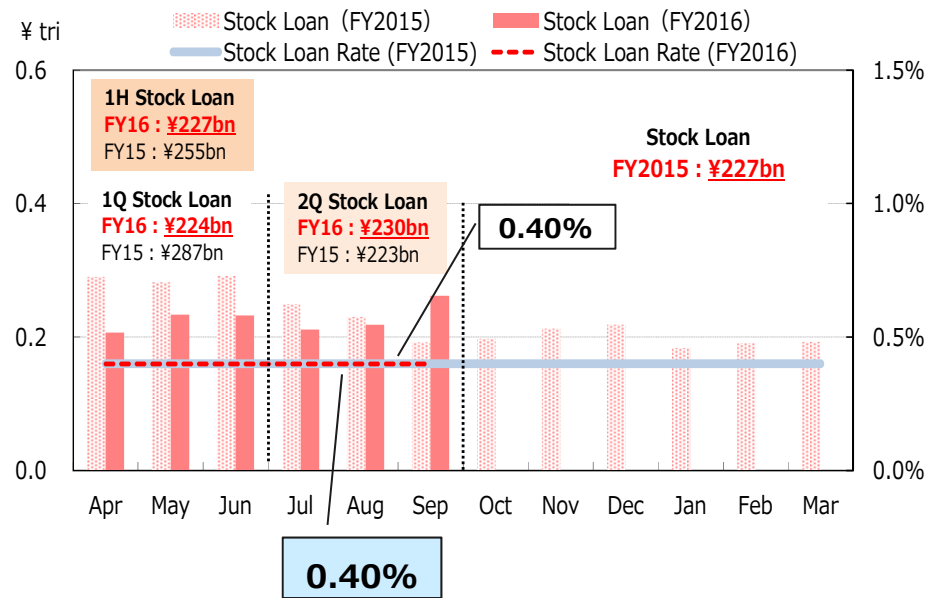 ¥ tri
Stock Loan （FY2015）
Stock Loan （FY2016）
Stock Loan Rate (FY2015)
Stock Loan Rate (FY2016)
0.6
1.5%
1H Stock Loan
FY16 : ¥227bn
FY15 : ¥255bn
Stock Loan
FY2015 : ¥227bn
0.4
1.0%
1Q Stock Loan
FY16 : ¥224bn
FY15 : ¥287bn
2Q Stock Loan
FY16 : ¥230bn
FY15 : ¥223bn
0.40%
0.2
0.5%
0.0
0.0%
Apr May Jun Jul Aug Sep Oct Nov Dec Jan Feb Mar
0.40%